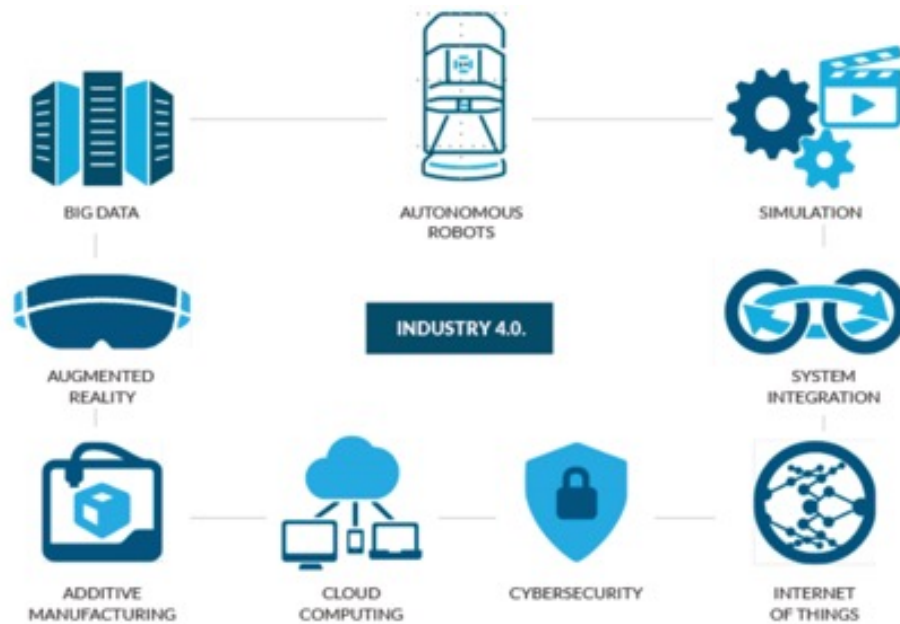 BIG DATA
AUTONOMOUS
ROBOTS
SIMULATION
AUGMENTED
REALITY
INDUSTRY 4.0.
SYSTEM
INTEGRATION
ADDITIVE
MANUFACTURING
CLOUD
COMPUTING
CYBERSECURITY
INTERNET
OF THINGS